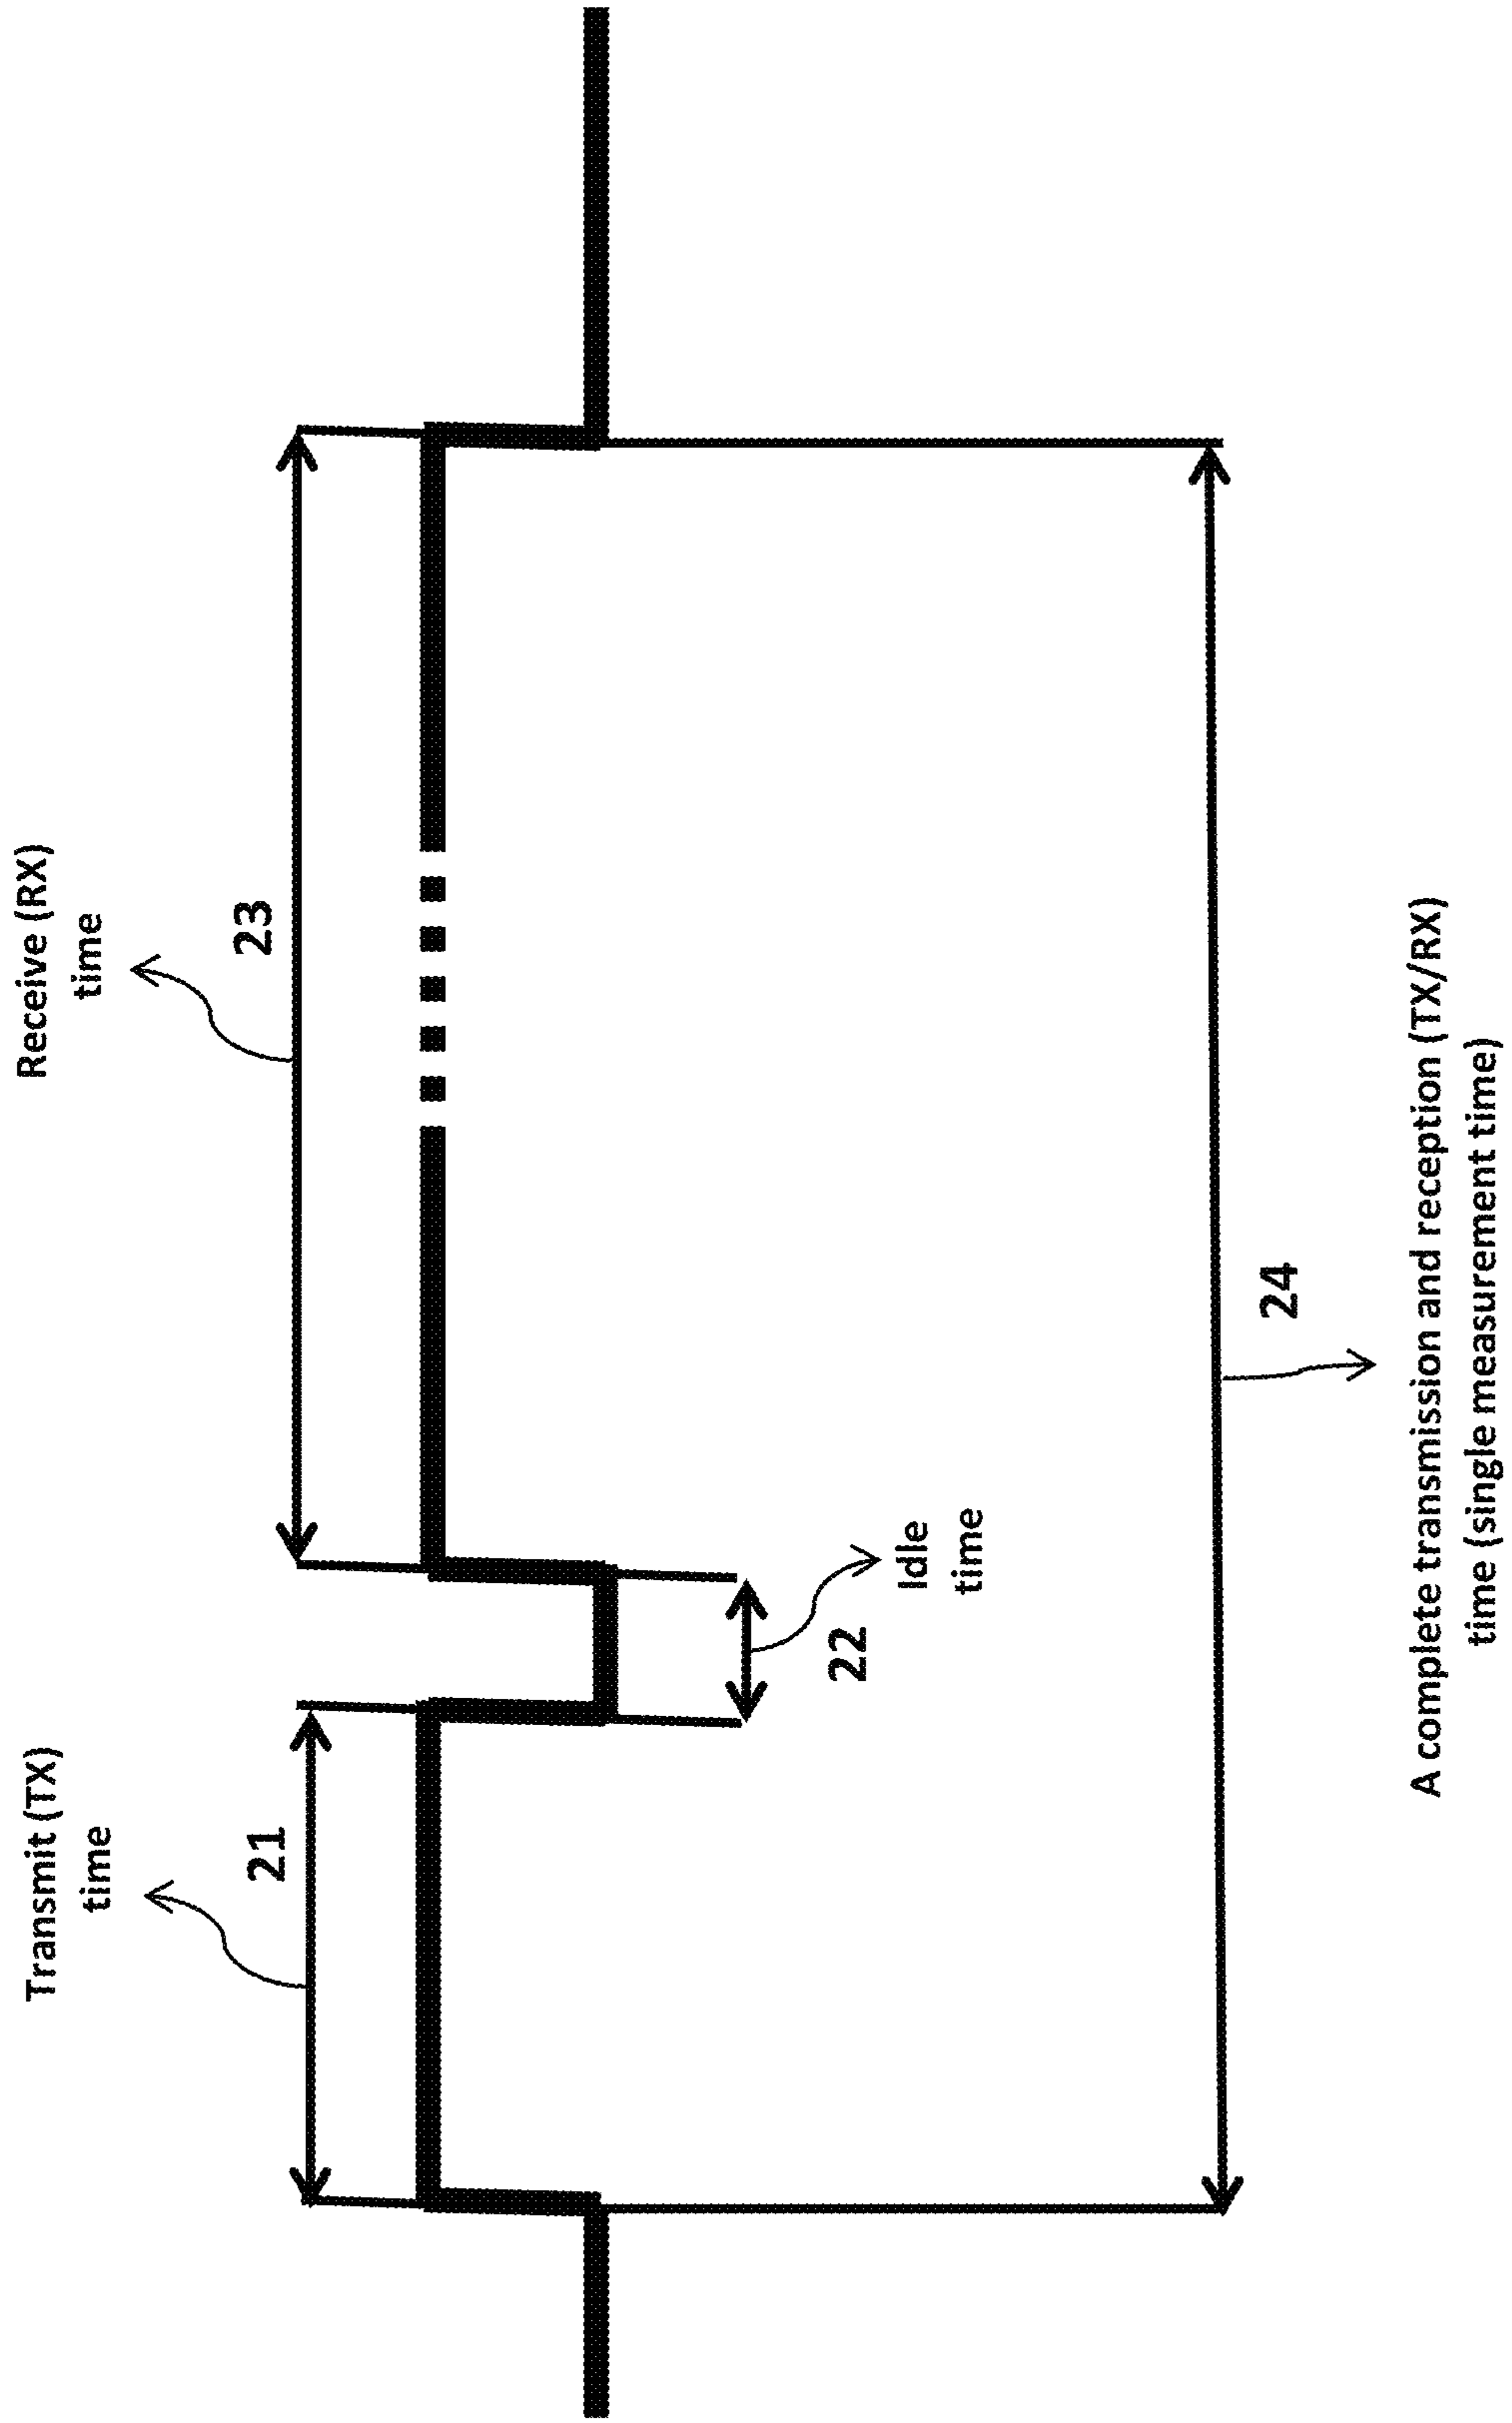 Transmit (TX)
time
21
Receive (RX)
time
23
22
Idle
time
24
A complete transmission and reception (TX/RX)
time (single measurement time)